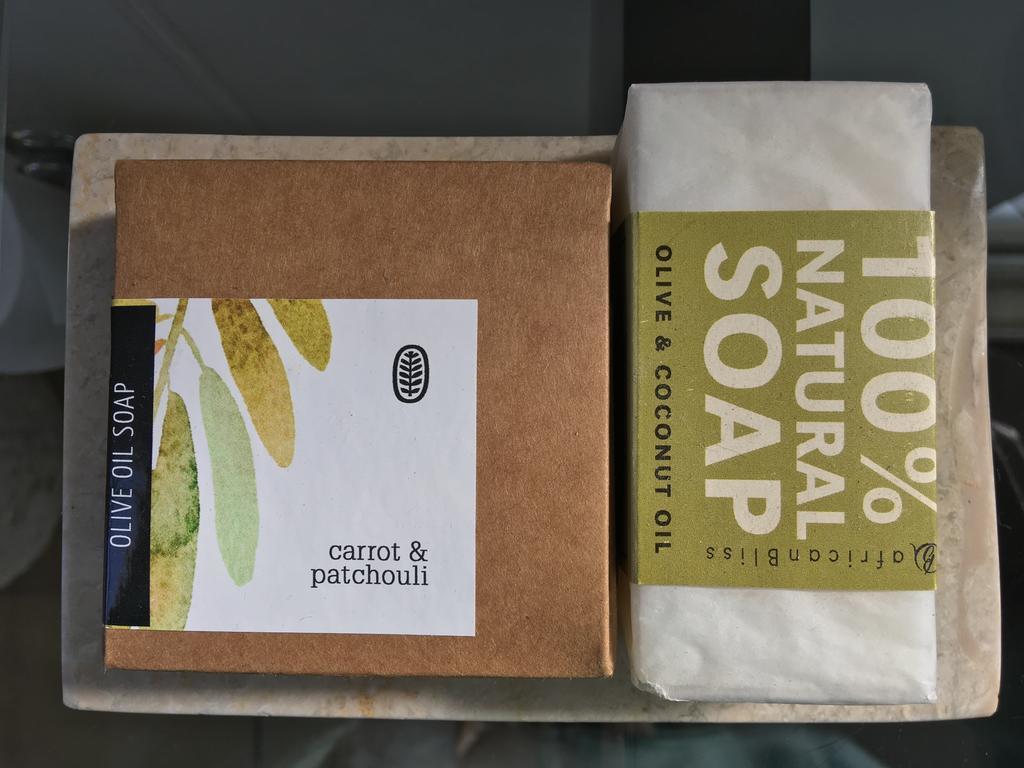 OLIVE OIL SOAP
carrot &
patchouli
100%
NATURAL
SOAP
OLIVE & COCONUT OIL
africanBliss